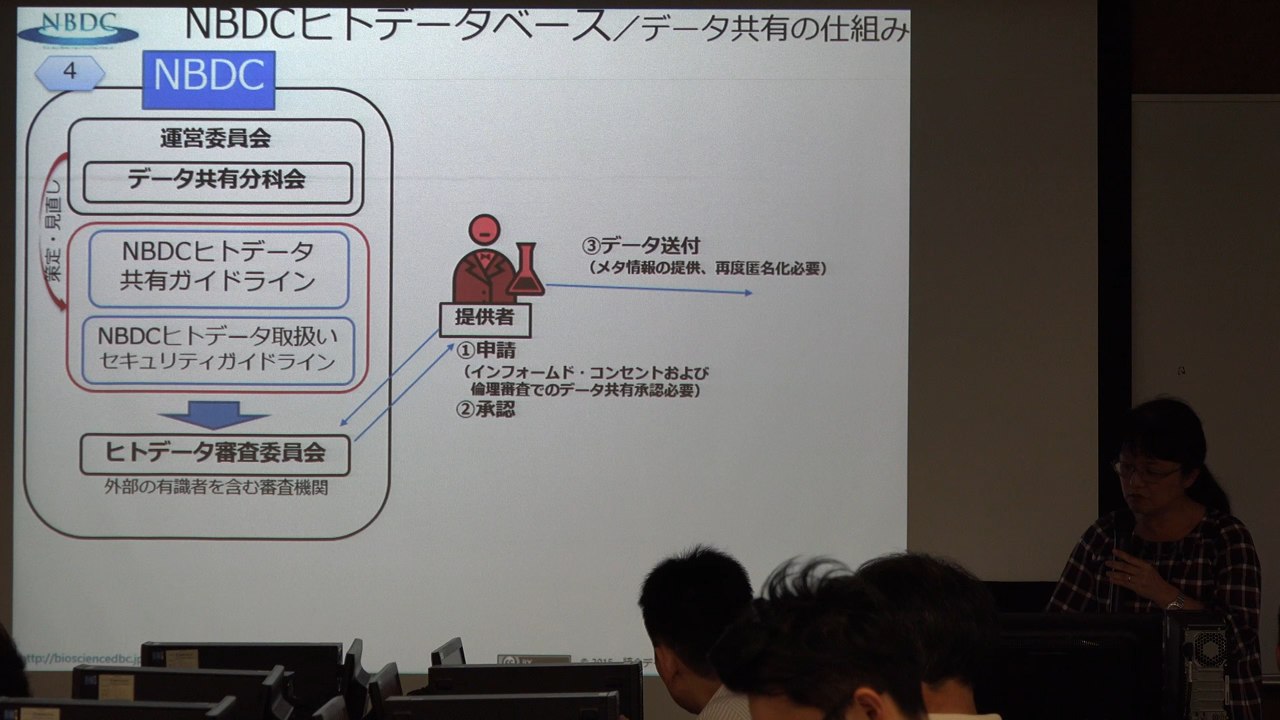 NBDC
NBDCヒトデータベース／データ共有の仕組み
4
NBDC
運営委員会
データ共有分科会
策定・見直し
NBDCヒトデータ
共有ガイドライン
NBDCヒトデータ取扱い
セキュリティガイドライン
ヒトデータ審査委員会
外部の有識者を含む審査機関
提供者
①申請
（インフォームド・コンセントおよび
倫理審査でのデータ共有承認必要）
②承認
③データ送付
（メタ情報の提供、再度匿名化必要）
http://biosciencedbc.jp